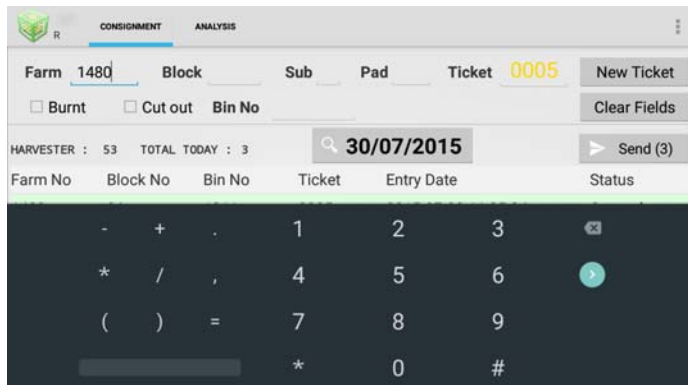 R CONSIGNMENT ANALYSIS
Farm 1480 Block Sub Pad Ticket 0005 New Ticket
Burnt Cut out Bin No Clear Fields
HARVESTER : 53 TOTAL TODAY : 3 30/07/2015 Send (3)
Farm No Block No Bin No Ticket Entry Date Status
- + . 1 2 3
* / , 4 5 6
( ) = 7 8 9
* 0 #